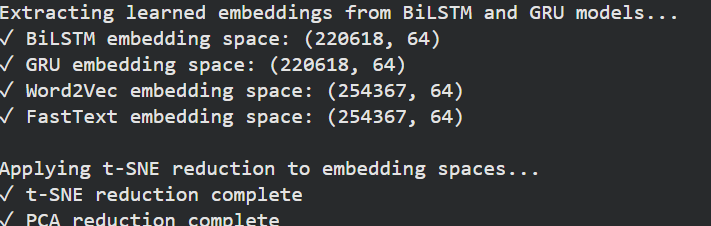 Extracting learned embeddings from BiLSTM and GRU models...
✓ BiLSTM embedding space: (220618, 64)
✓ GRU embedding space: (220618, 64)
✓ Word2Vec embedding space: (254367, 64)
✓ FastText embedding space: (254367, 64)
Applying t-SNE reduction to embedding spaces...
✓ t-SNE reduction complete
✓ PCA reduction complete